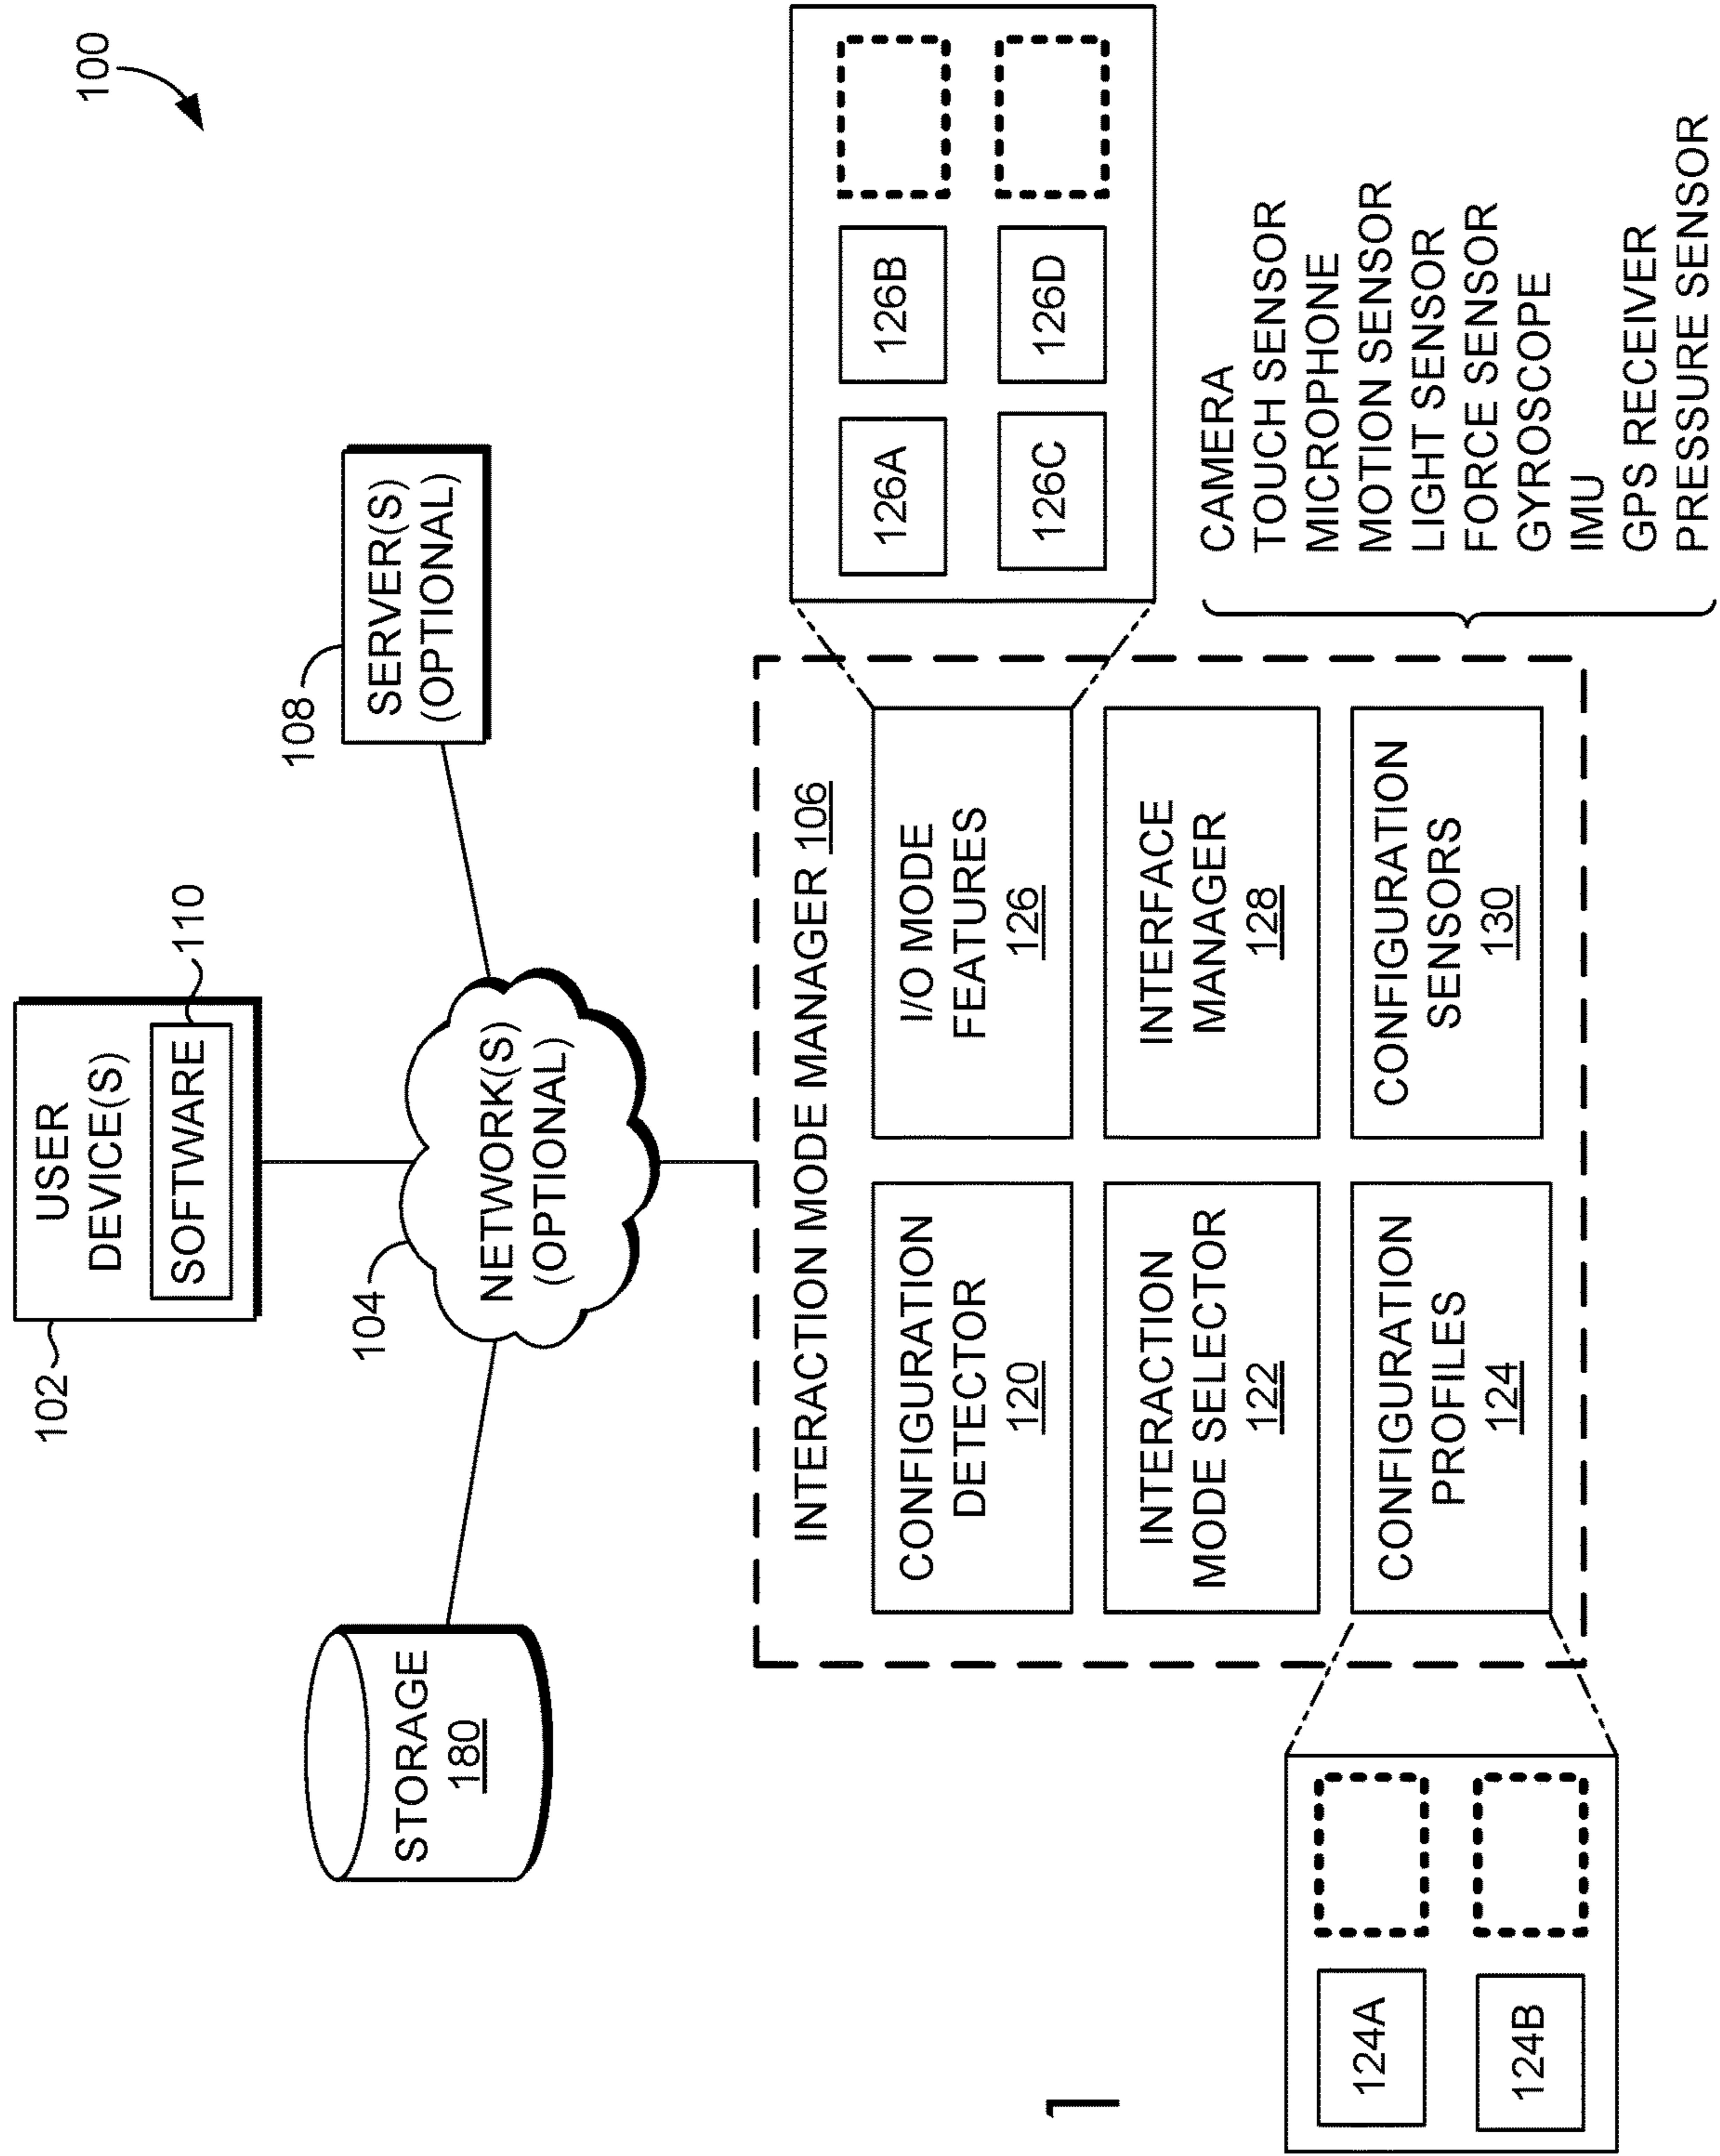 100
102
USER
DEVICE(S)
SOFTWARE
110
104
NETWORK(S)
(OPTIONAL)
108
SERVER(S)
(OPTIONAL)
STORAGE
180
INTERACTION MODE MANAGER 106
CONFIGURATION
DETECTOR
120
I/O MODE
FEATURES
126
INTERACTION
MODE SELECTOR
122
INTERFACE
MANAGER
128
CONFIGURATION
PROFILES
124
CONFIGURATION
SENSORS
130
126A
126B
126C
126D
124A
124B
CAMERA
TOUCH SENSOR
MICROPHONE
MOTION SENSOR
LIGHT SENSOR
FORCE SENSOR
GYROSCOPE
IMU
GPS RECEIVER
PRESSURE SENSOR
1